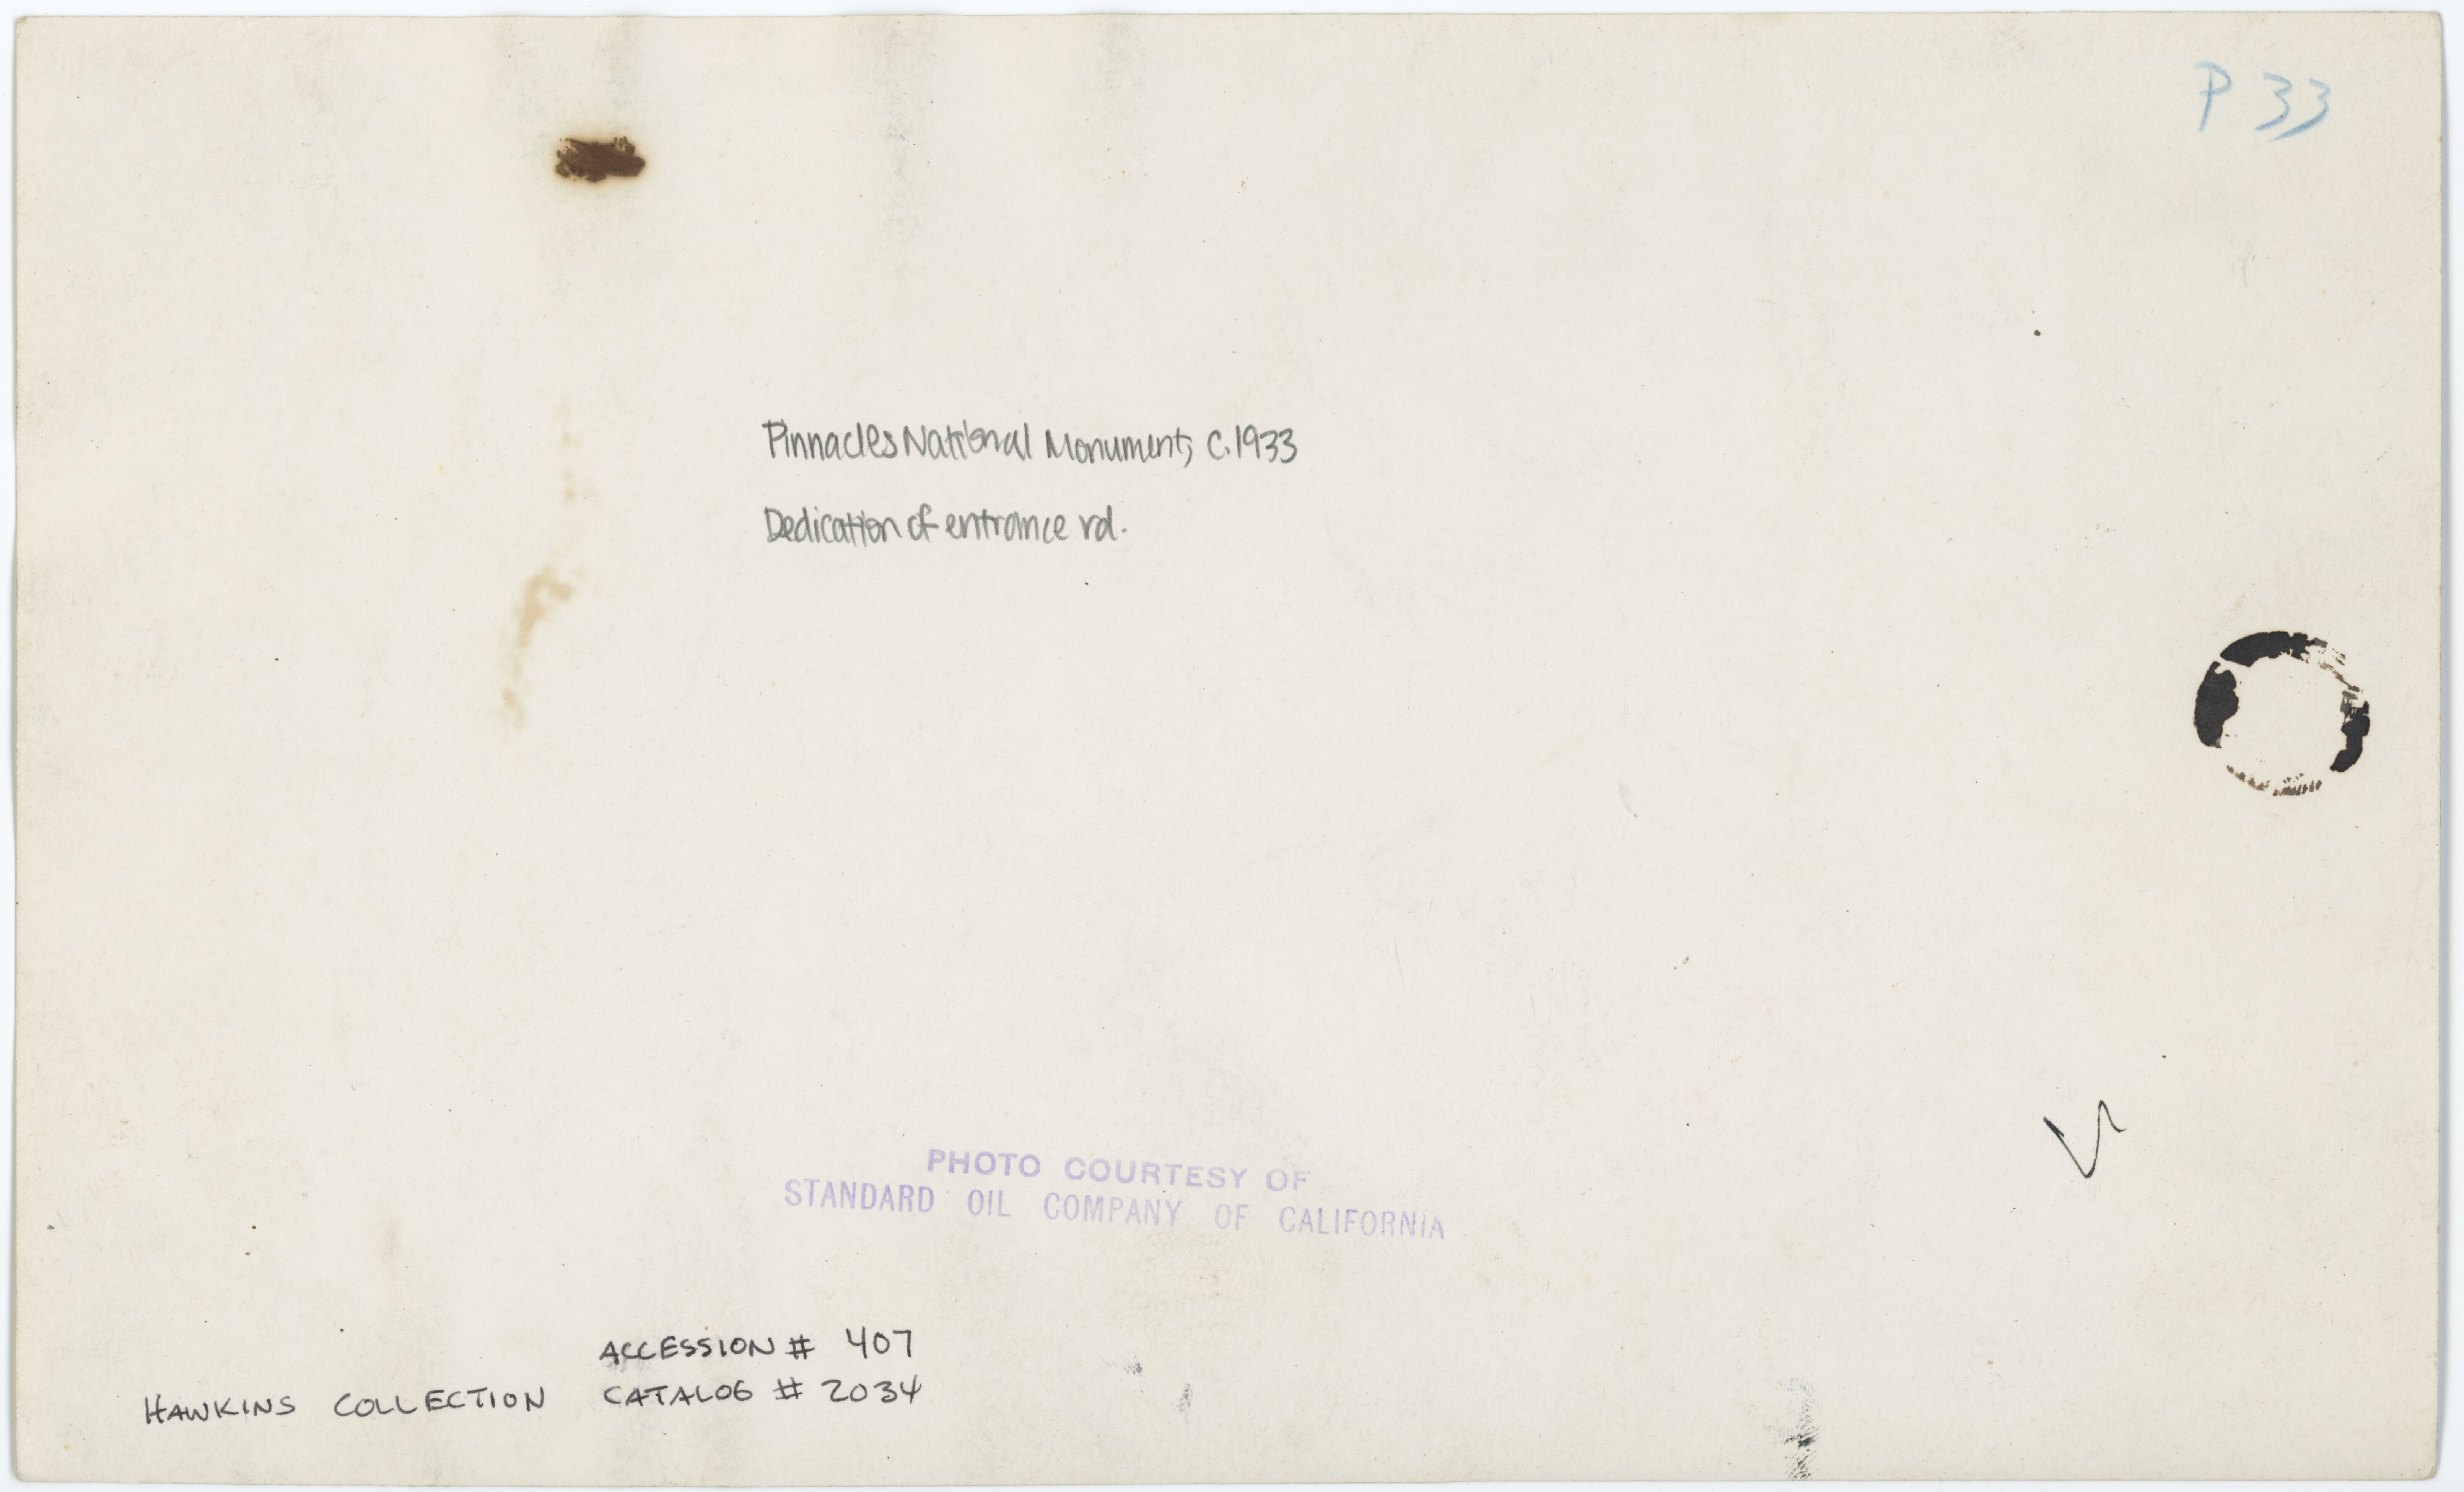 P 33
Pinnacles National Monument, C. 1933
Dedication of entrance rd.
PHOTO COURTESY OF
STANDARD OIL COMPANY OF CALIFORNIA
ACCESSION # 407
HAWKINS COLLECTION CATALOG # 2034